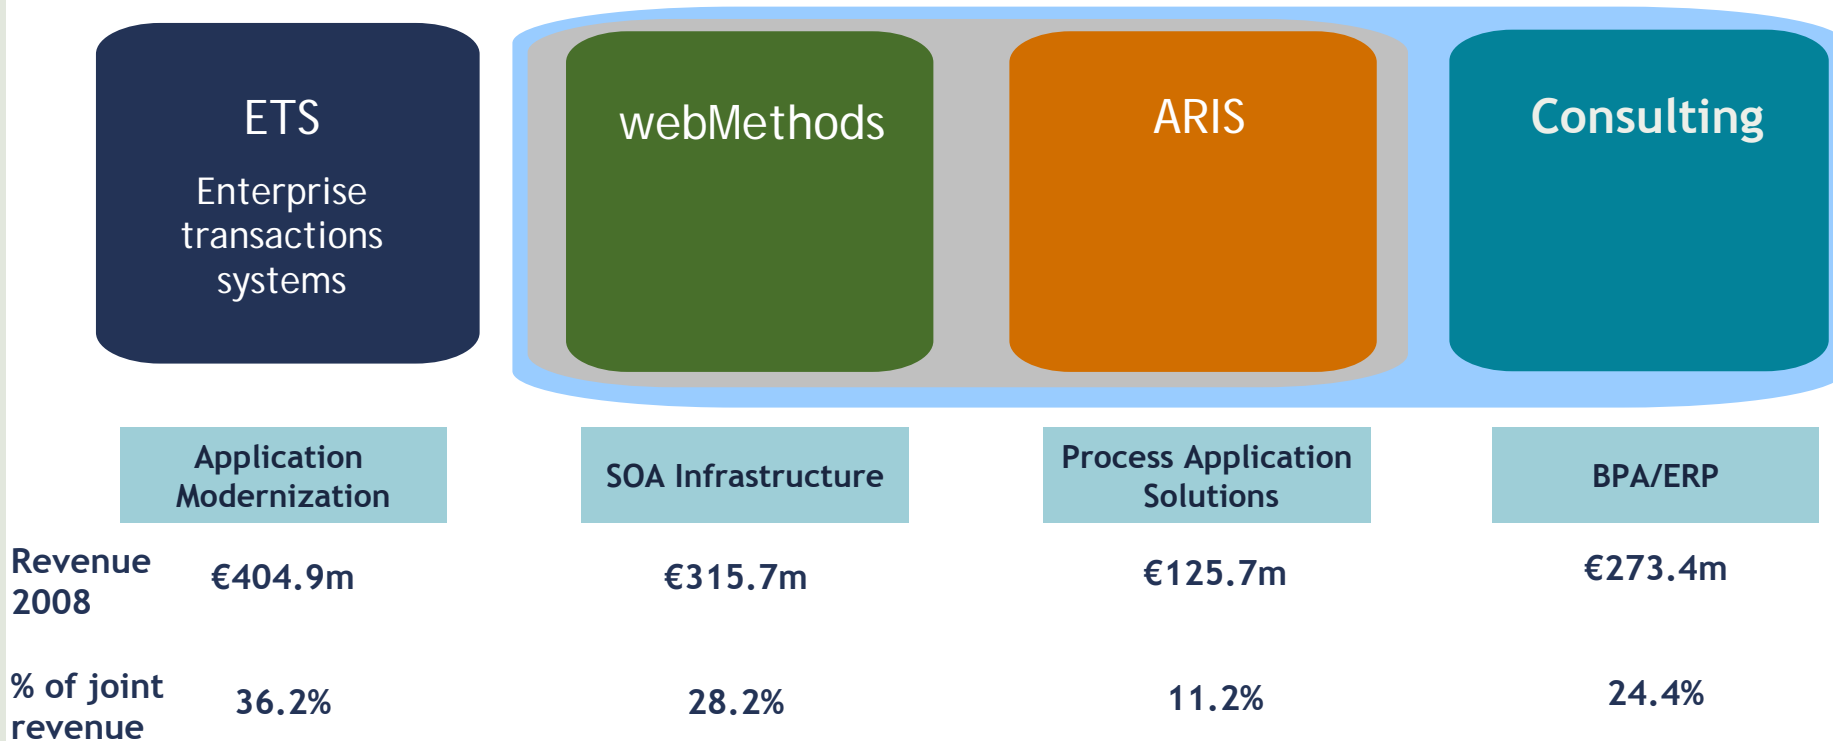 ETS
Enterprise
transactions
systems
webMethods
ARIS
Consulting
Application
Modernization
SOA Infrastructure
Process Application
Solutions
BPA/ERP
Revenue
2008
€404.9m
€315.7m
€125.7m
€273.4m
% of joint
revenue
36.2%
28.2%
11.2%
24.4%